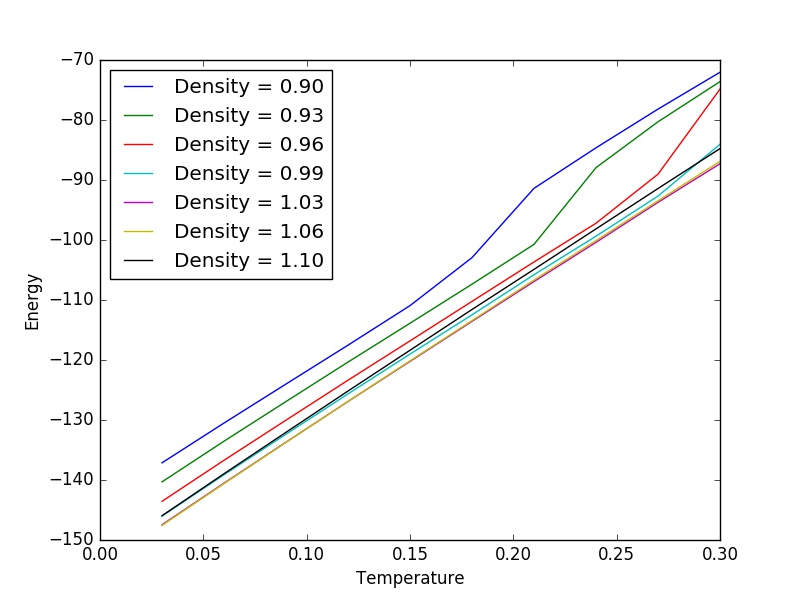 Density = 0.90
Density = 0.93
Density = 0.96
Density = 0.99
Density = 1.03
Density = 1.06
Density = 1.10
−70
−80
−90
−100
−110
−120
−130
−140
−150
Energy
0.00 0.05 0.10 0.15 0.20 0.25 0.30
Temperature